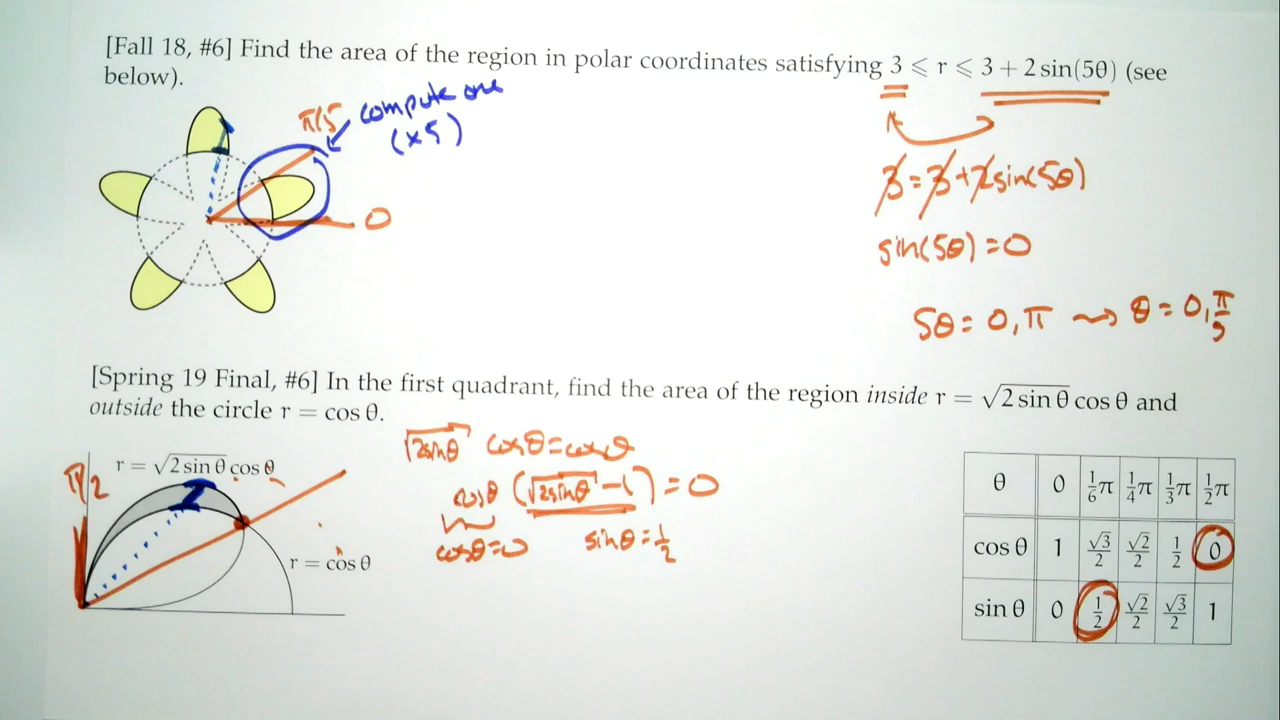 [Fall 18, #6] Find the area of the region in polar coordinates satisfying 3 ⩽ r ⩽ 3 + 2 sin(5θ) (see
below).
compute one
(×5)
π/5
0
3 = 3 + 2sin(5θ)
sin(5θ) = 0
5θ = 0, π ⇝ θ = 0, π/5
[Spring 19 Final, #6] In the first quadrant, find the area of the region inside r = √(2 sin θ) cos θ and
outside the circle r = cos θ.
π/2
r = √(2 sin θ) cos θ
r = cos θ
√(2sinθ) cosθ = cosθ
cosθ (√(2sinθ) − 1) = 0
cosθ = 0 sinθ = 1/2
θ 0 1/6π 1/4π 1/3π 1/2π
cos θ 1 √3/2 √2/2 1/2 0
sin θ 0 1/2 √2/2 √3/2 1